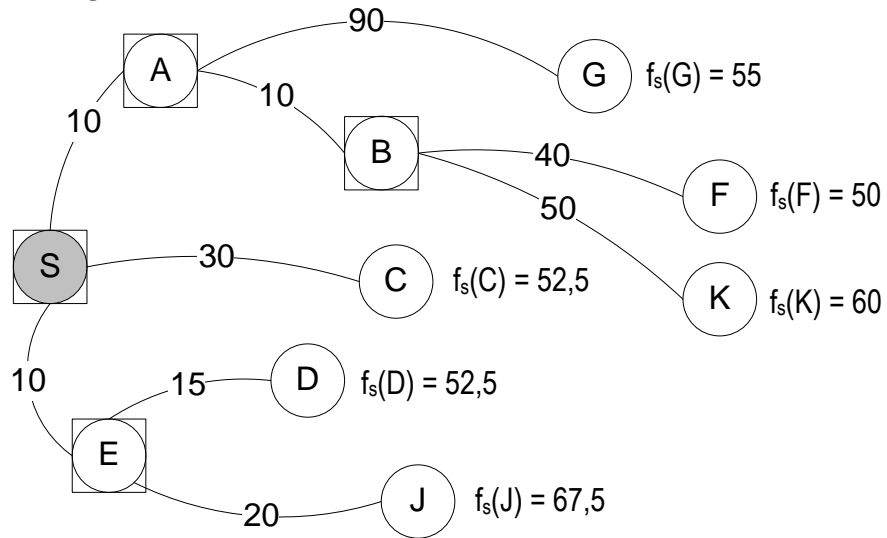 90
A
G fₛ(G) = 55
10
10
B
40
F fₛ(F) = 50
50
S
30
C fₛ(C) = 52,5
K fₛ(K) = 60
10
15
D fₛ(D) = 52,5
E
20
J fₛ(J) = 67,5